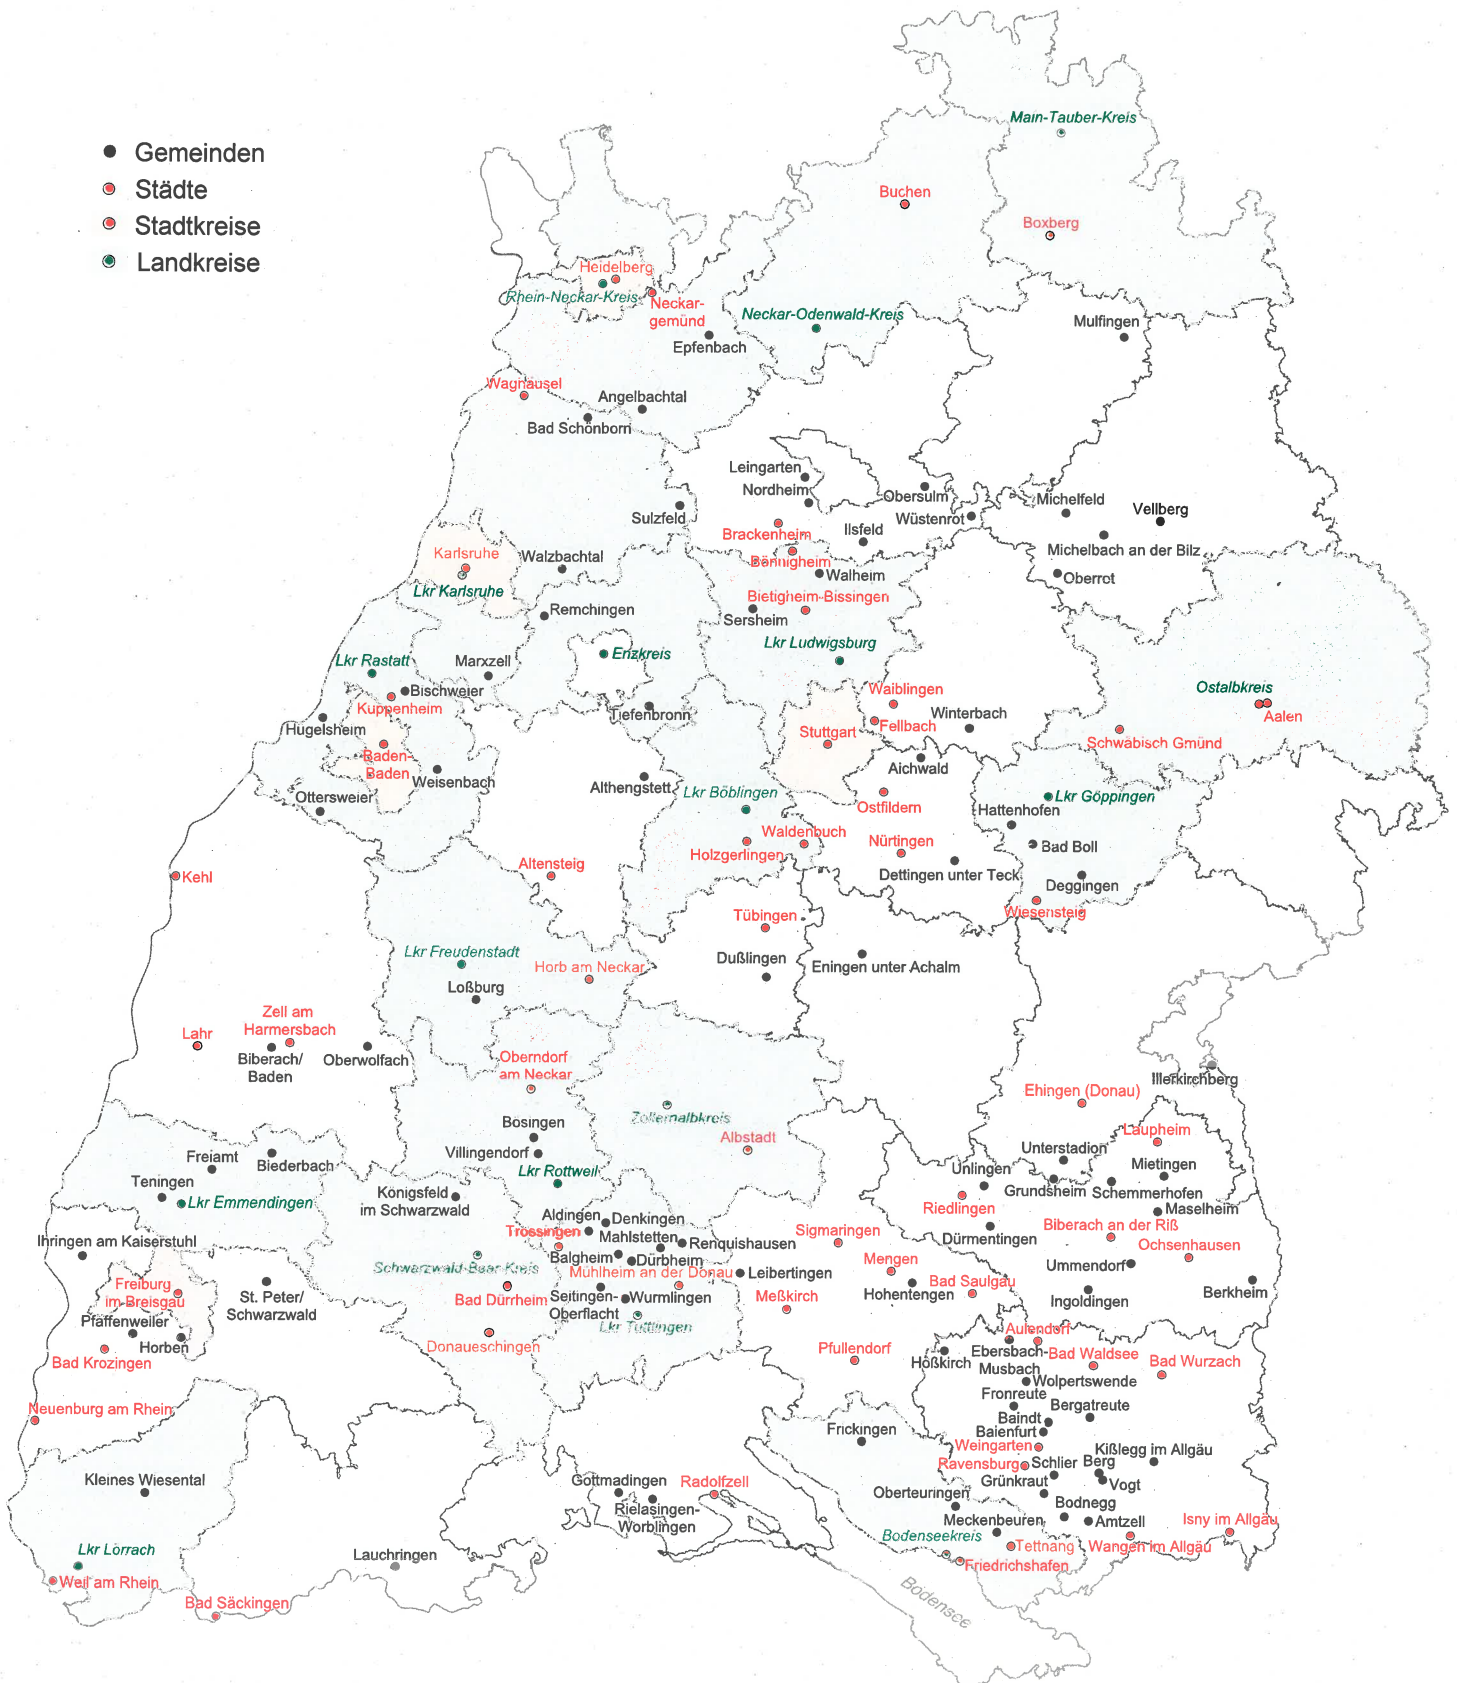 Gemeinden
Städte
Stadtkreise
Landkreise
Main-Tauber-Kreis
Buchen
Boxberg
Heidelberg
Rhein-Neckar-Kreis
Neckar-
gemünd
Neckar-Odenwald-Kreis
Mulfingen
Epfenbach
Waghäusel
Angelbachtal
Bad Schönborn
Leingarten
Nordheim
Obersulm
Michelfeld
Vellberg
Sulzfeld
Wüstenrot
Brackenheim
Ilsfeld
Michelbach an der Bilz
Karlsruhe
Walzbachtal
Bönnigheim
Walheim
Oberrot
Lkr Karlsruhe
Bietigheim-Bissingen
Remchingen
Sersheim
Lkr Ludwigsburg
Enzkreis
Lkr Rastatt
Marxzell
Bischweier
Kuppenheim
Waiblingen
Ostalbkreis
Tiefenbronn
Winterbach
Aalen
Hügelsheim
Stuttgart
Fellbach
Schwäbisch Gmünd
Baden-
Baden
Weisenbach
Aichwald
Althengstett
Lkr Böblingen
Ottersweier
Ostfildern
Lkr Göppingen
Hattenhofen
Waldenbuch
Nürtingen
Bad Boll
Holzgerlingen
Altensteig
Kehl
Dettingen unter Teck
Deggingen
Wiesensteig
Tübingen
Lkr Freudenstadt
Dußlingen
Horb am Neckar
Eningen unter Achalm
Loßburg
Zell am
Harmersbach
Lahr
Biberach/
Baden
Oberwolfach
Oberndorf
am Neckar
Illerkirchberg
Ehingen (Donau)
Zollernalbkreis
Bösingen
Laupheim
Albstadt
Villingendorf
Unterstadion
Freiamt
Biederbach
Lkr Rottweil
Unlingen
Mietingen
Teningen
Königsfeld
im Schwarzwald
Grundsheim
Schemmerhofen
Lkr Emmendingen
Riedlingen
Maselheim
Aldingen
Denkingen
Biberach an der Riß
Trossingen
Mahlstetten
Sigmaringen
Dürmentingen
Ihringen am Kaiserstuhl
Renquishausen
Ochsenhausen
Balgheim
Dürbheim
Mengen
Ummendorf
Schwarzwald-Baar-Kreis
Mühlheim an der Donau
Leibertingen
Freiburg
im Breisgau
St. Peter/
Schwarzwald
Bad Dürrheim
Seitingen-
Oberflacht
Wurmlingen
Meßkirch
Hohentengen
Bad Saulgau
Ingoldingen
Berkheim
Pfaffenweiler
Lkr Tuttlingen
Aulendorf
Horben
Donaueschingen
Pfullendorf
Hoßkirch
Ebersbach-
Musbach
Bad Waldsee
Bad Wurzach
Bad Krozingen
Wolpertswende
Fronreute
Neuenburg am Rhein
Bergatreute
Baindt
Frickingen
Baienfurt
Weingarten
Kißlegg im Allgäu
Ravensburg
Schlier
Berg
Kleines Wiesental
Gottmadingen
Radolfzell
Grünkraut
Vogt
Oberteuringen
Rielasingen-
Worblingen
Bodnegg
Meckenbeuren
Amtzell
Isny im Allgäu
Bodenseekreis
Tettnang
Wangen im Allgäu
Lkr Lörrach
Lauchringen
Friedrichshafen
Weil am Rhein
Bodensee
Bad Säckingen